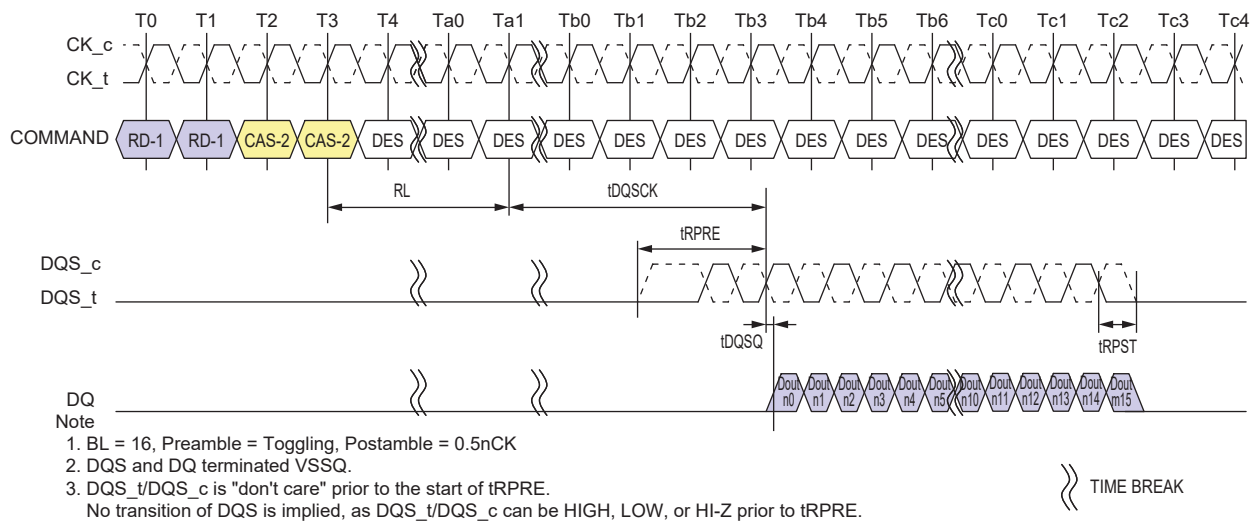 T0 T1 T2 T3 T4 Ta0 Ta1 Tb0 Tb1 Tb2 Tb3 Tb4 Tb5 Tb6 Tc0 Tc1 Tc2 Tc3 Tc4
CK_c
CK_t
COMMAND RD-1 RD-1 CAS-2 CAS-2 DES DES DES DES DES DES DES DES DES DES DES DES DES DES DES
RL tDQSCK
tRPRE
DQS_c
DQS_t
tDQSQ tRPST
DQ Dout n0 Dout n1 Dout n2 Dout n3 Dout n4 Dout n5 Dout n10 Dout n11 Dout n12 Dout n13 Dout n14 Dout m15
Note
1. BL = 16, Preamble = Toggling, Postamble = 0.5nCK
2. DQS and DQ terminated VSSQ.
3. DQS_t/DQS_c is "don't care" prior to the start of tRPRE.
No transition of DQS is implied, as DQS_t/DQS_c can be HIGH, LOW, or HI-Z prior to tRPRE.
TIME BREAK